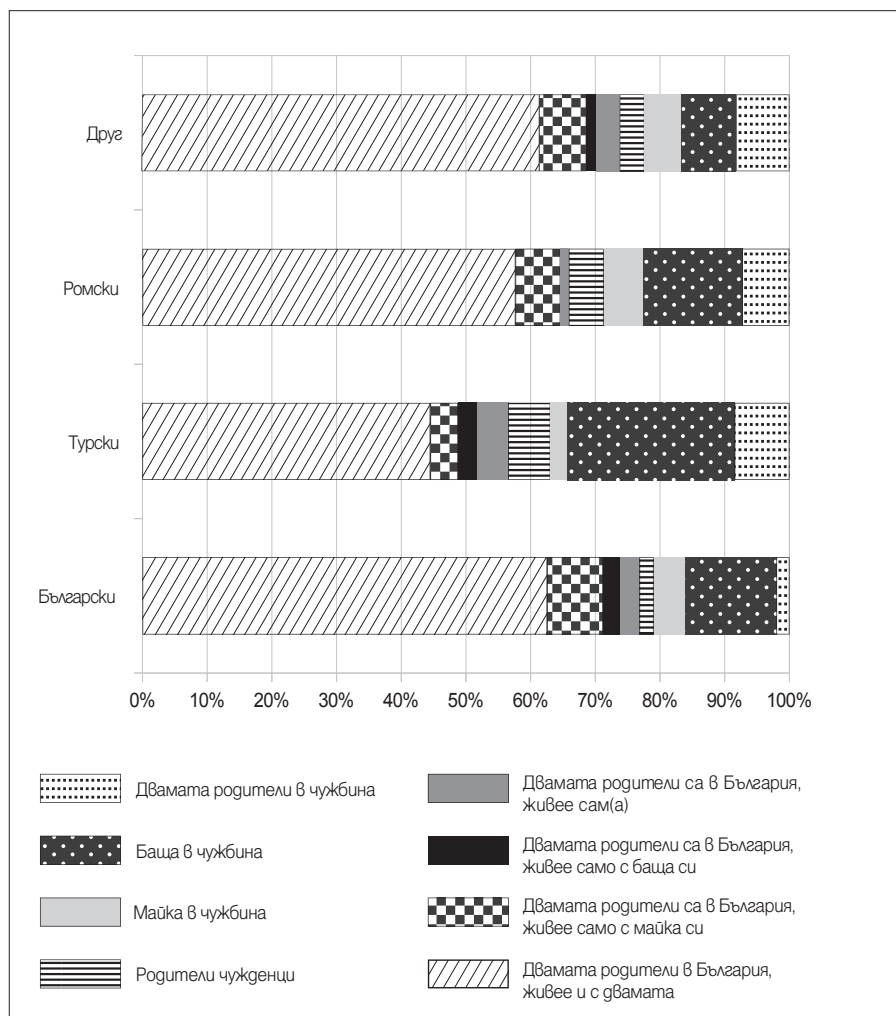 Друг
Ромски
Турски
Български
0% 10% 20% 30% 40% 50% 60% 70% 80% 90% 100%
Двамата родители в чужбина
Баща в чужбина
Майка в чужбина
Родители чужденци
Двамата родители са в България,
живее сам(а)
Двамата родители са в България,
живее само с баща си
Двамата родители са в България,
живее само с майка си
Двамата родители в България,
живее и с двамата